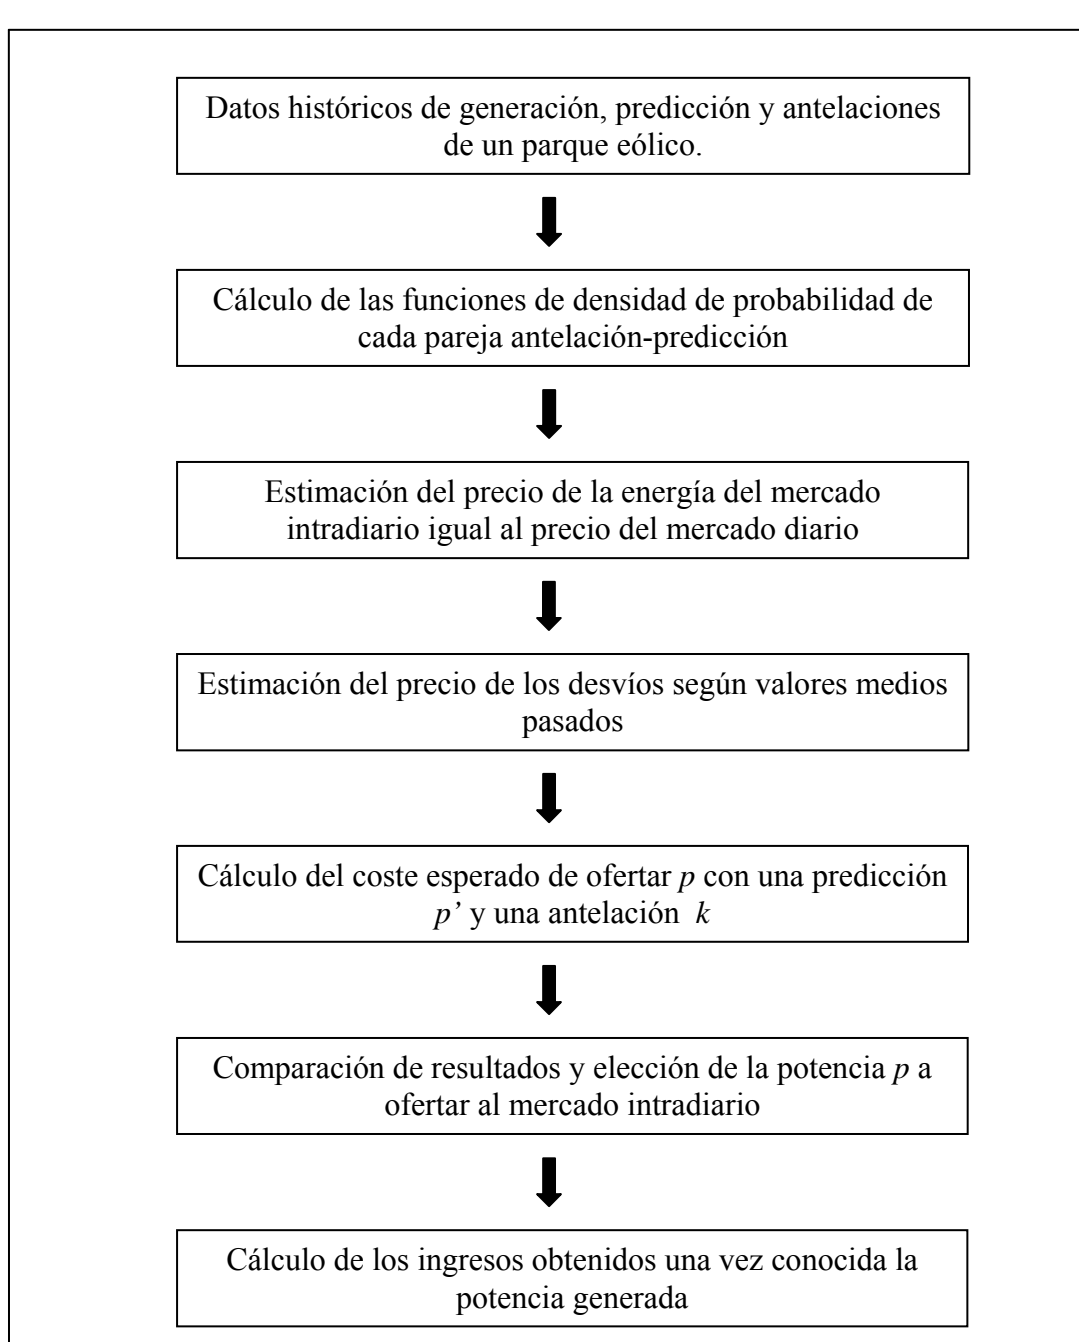 Datos históricos de generación, predicción y antelaciones
de un parque eólico.
Cálculo de las funciones de densidad de probabilidad de
cada pareja antelación-predicción
Estimación del precio de la energía del mercado
intradiario igual al precio del mercado diario
Estimación del precio de los desvíos según valores medios
pasados
Cálculo del coste esperado de ofertar p con una predicción
p’ y una antelación k
Comparación de resultados y elección de la potencia p a
ofertar al mercado intradiario
Cálculo de los ingresos obtenidos una vez conocida la
potencia generada